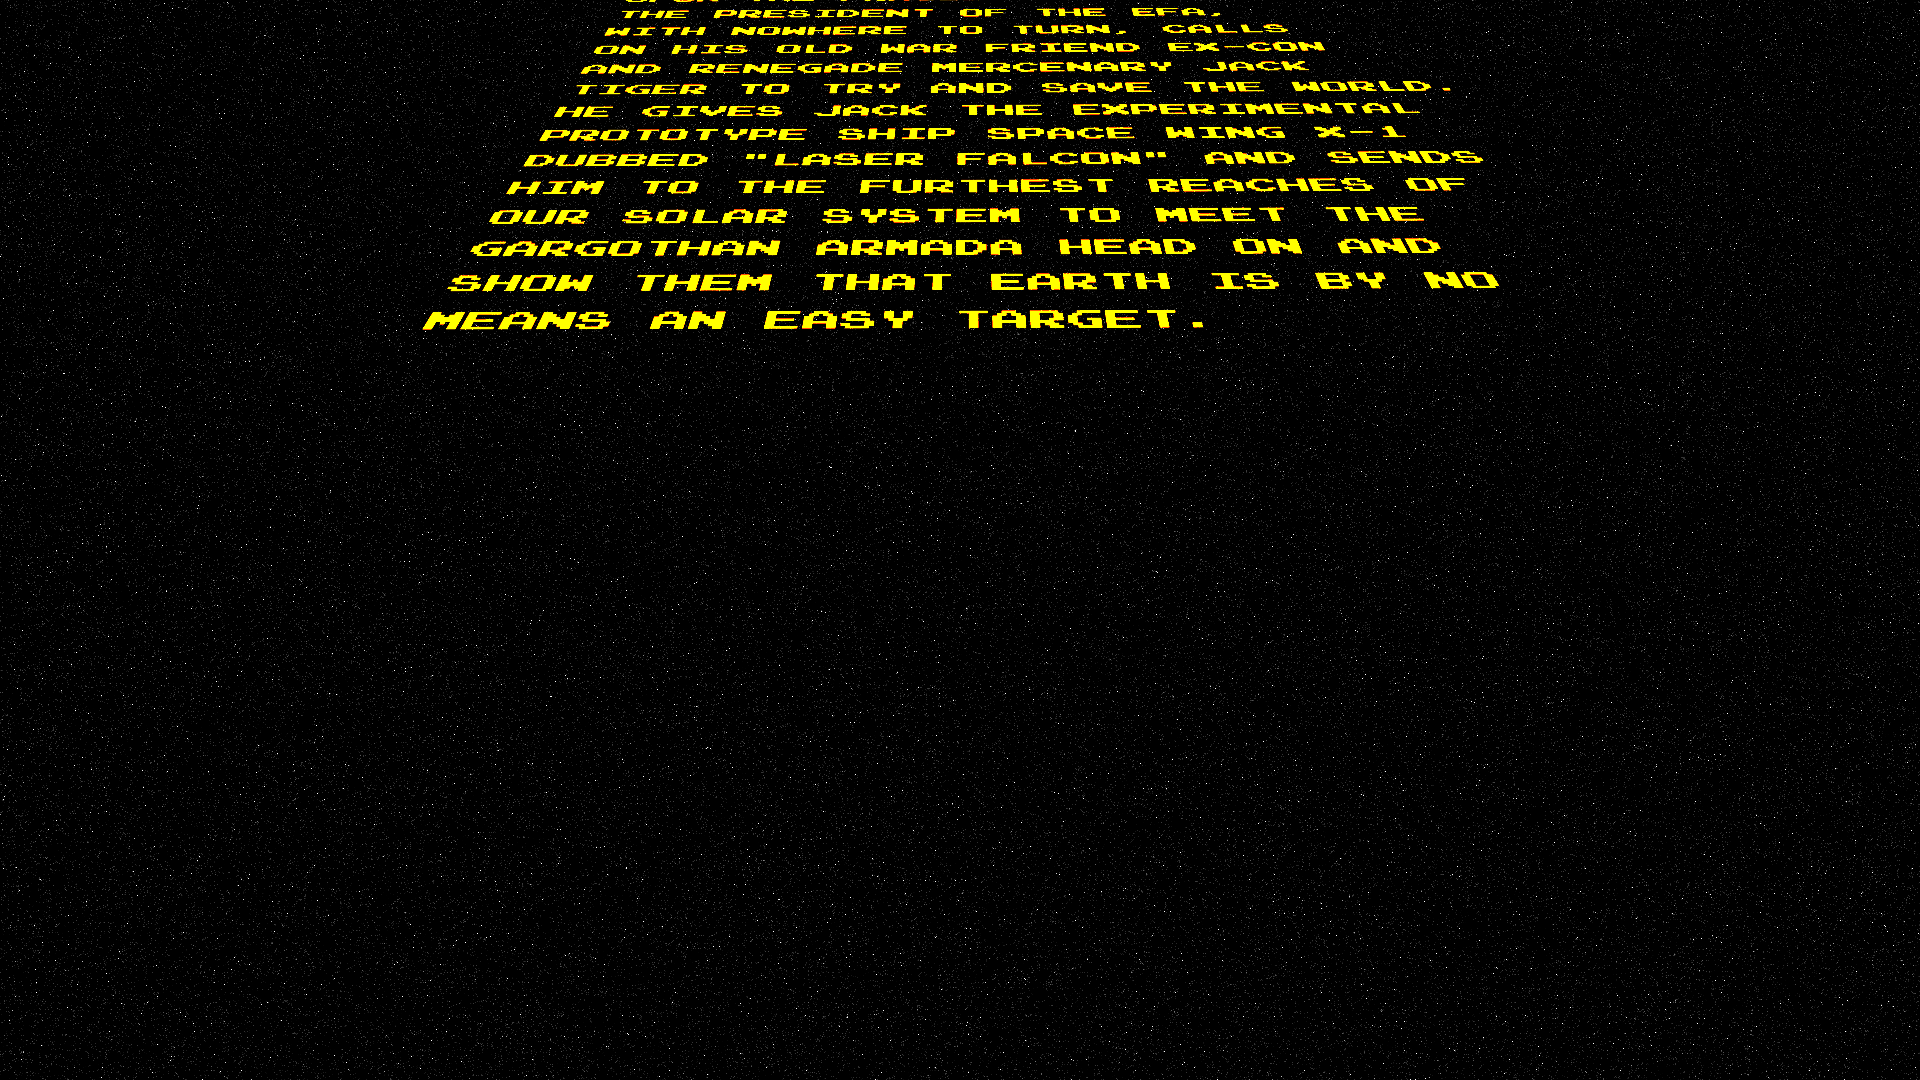 THE PRESIDENT OF THE EFA,
WITH NOWHERE TO TURN, CALLS
ON HIS OLD WAR FRIEND EX-CON
AND RENEGADE MERCENARY JACK
TIGER TO TRY AND SAVE THE WORLD.
HE GIVES JACK THE EXPERIMENTAL
PROTOTYPE SHIP SPACE WING X-1
DUBBED "LASER FALCON" AND SENDS
HIM TO THE FURTHEST REACHES OF
OUR SOLAR SYSTEM TO MEET THE
GARGOTHAN ARMADA HEAD ON AND
SHOW THEM THAT EARTH IS BY NO
MEANS AN EASY TARGET.